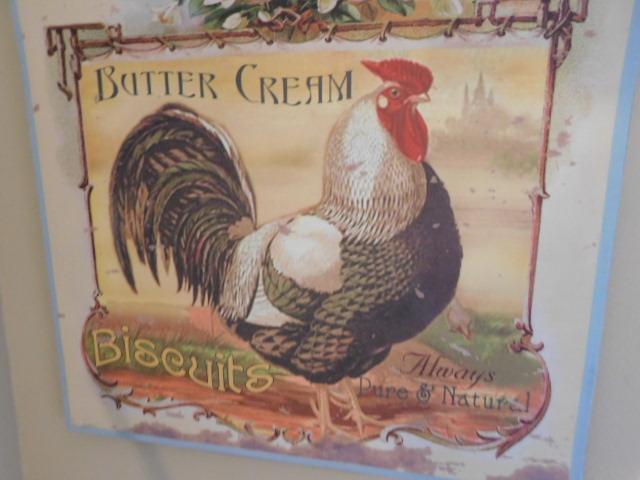 BUTTER CREAM
Biscuits
Always
Pure & Natural